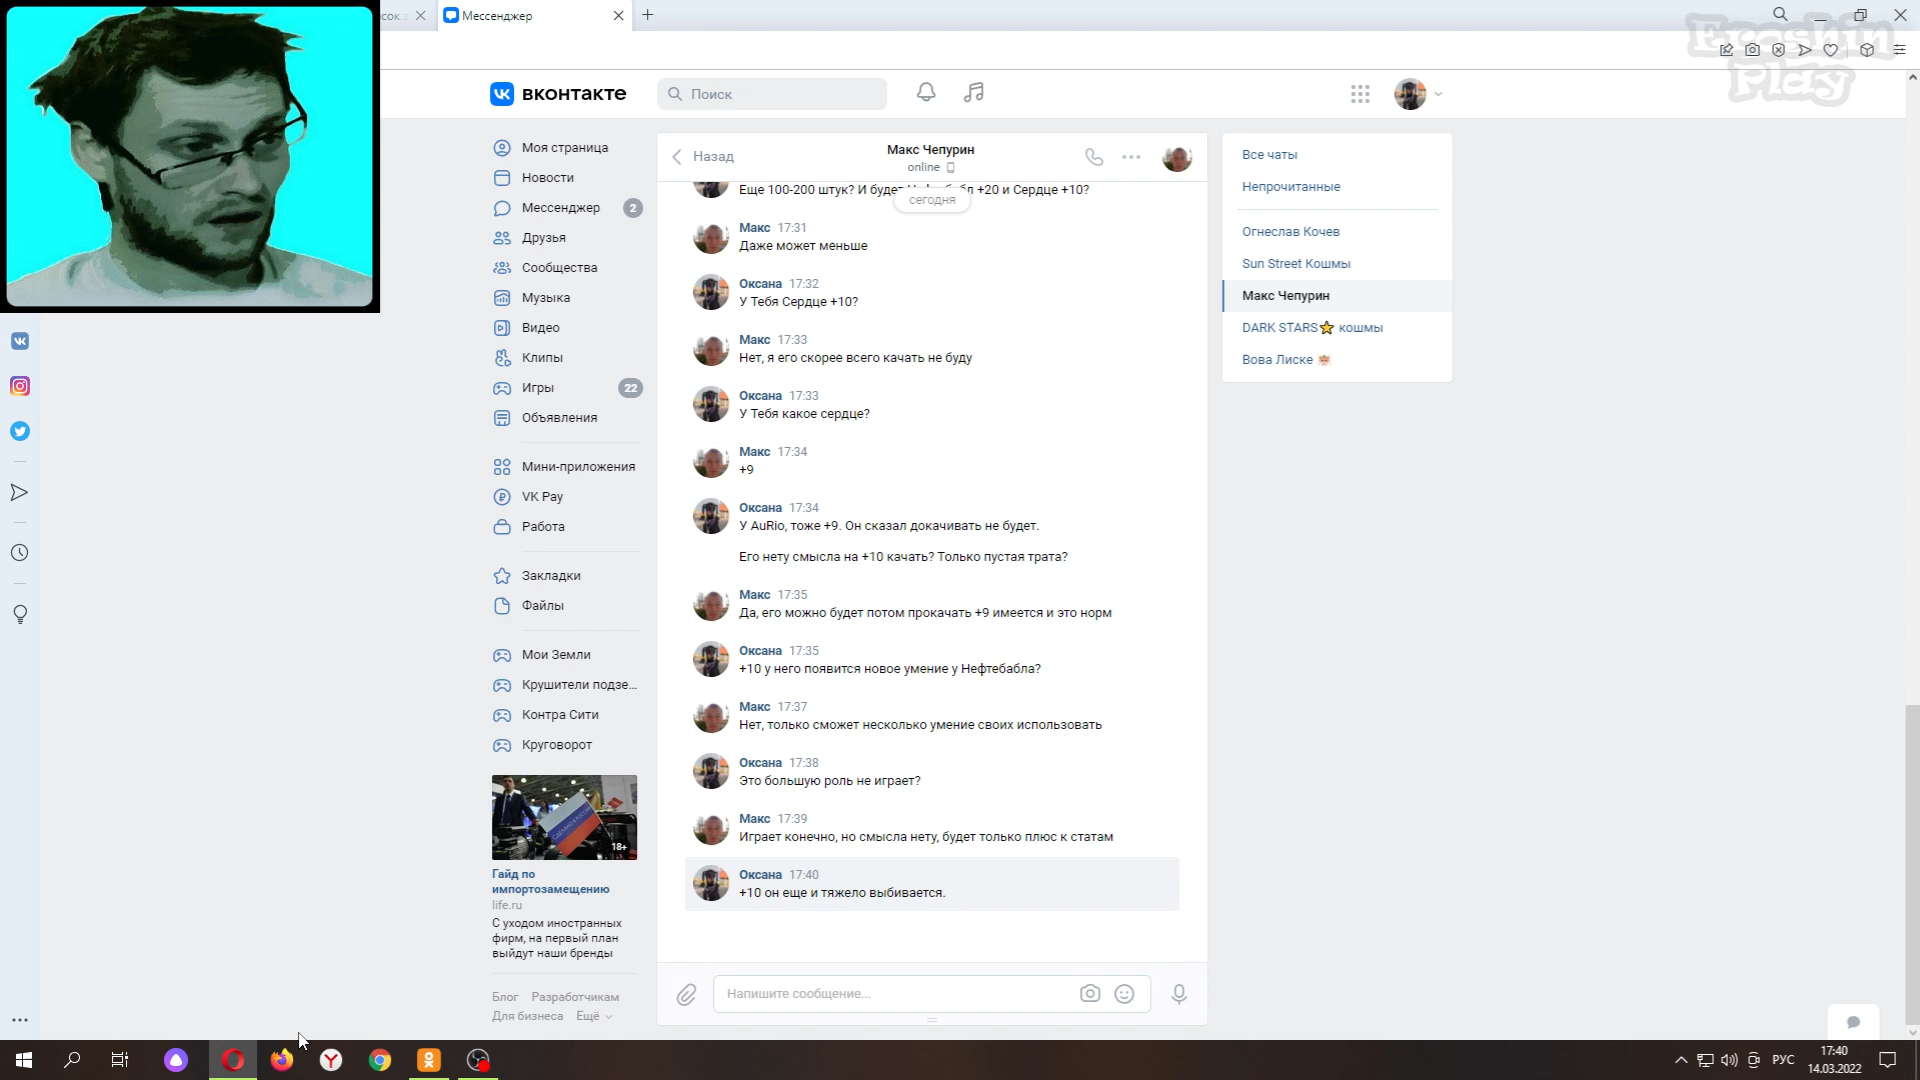 сок з
Мессенджер
Eroshin
Play
вконтакте
Поиск
Моя страница
Новости
Мессенджер 2
Друзья
Сообщества
Музыка
Видео
Клипы
Игры 22
Объявления
Мини-приложения
VK Pay
Работа
Закладки
Файлы
Мои Земли
Крушители подзе...
Контра Сити
Круговорот
18+
Гайд по
импортозамещению
life.ru
С уходом иностранных
фирм, на первый план
выйдут наши бренды
Блог Разработчикам
Для бизнеса Ещё
Назад
Макс Чепурин
online
Еще 100-200 штук? И будет +20 и Сердце +10?
сегодня
Макс 17:31
Даже может меньше
Оксана 17:32
У Тебя Сердце +10?
Макс 17:33
Нет, я его скорее всего качать не буду
Оксана 17:33
У Тебя какое сердце?
Макс 17:34
+9
Оксана 17:34
У AuRio, тоже +9. Он сказал докачивать не будет.
Его нету смысла на +10 качать? Только пустая трата?
Макс 17:35
Да, его можно будет потом прокачать +9 имеется и это норм
Оксана 17:35
+10 у него появится новое умение у Нефтебабла?
Макс 17:37
Нет, только сможет несколько умение своих использовать
Оксана 17:38
Это большую роль не играет?
Макс 17:39
Играет конечно, но смысла нету, будет только плюс к статам
Оксана 17:40
+10 он еще и тяжело выбивается.
Напишите сообщение...
Все чаты
Непрочитанные
Огнеслав Кочев
Sun Street Кошмы
Макс Чепурин
DARK STARS⭐ кошмы
Вова Лиске
РУС
17:40
14.03.2022